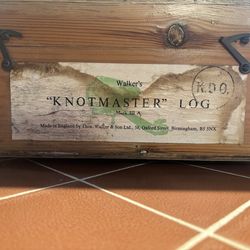 Walker's
"KNOTMASTER" LOG
Mark III A
K.D.O.
Made in England by Thos. Walker & Son Ltd., 58, Oxford Street, Birmingham, B5 5NX